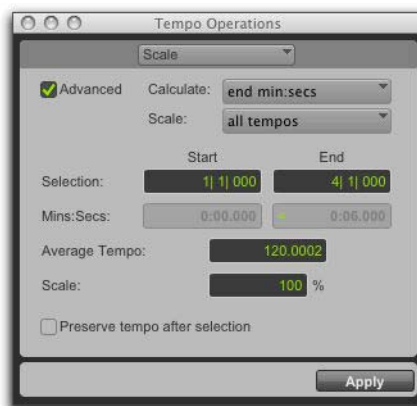 Tempo Operations
Scale
Advanced
Calculate: end min:secs
Scale: all tempos
Start End
Selection: 1| 1| 000 4| 1| 000
Mins:Secs: 0:00.000 0:06.000
Average Tempo: 120.0002
Scale: 100 %
Preserve tempo after selection
Apply